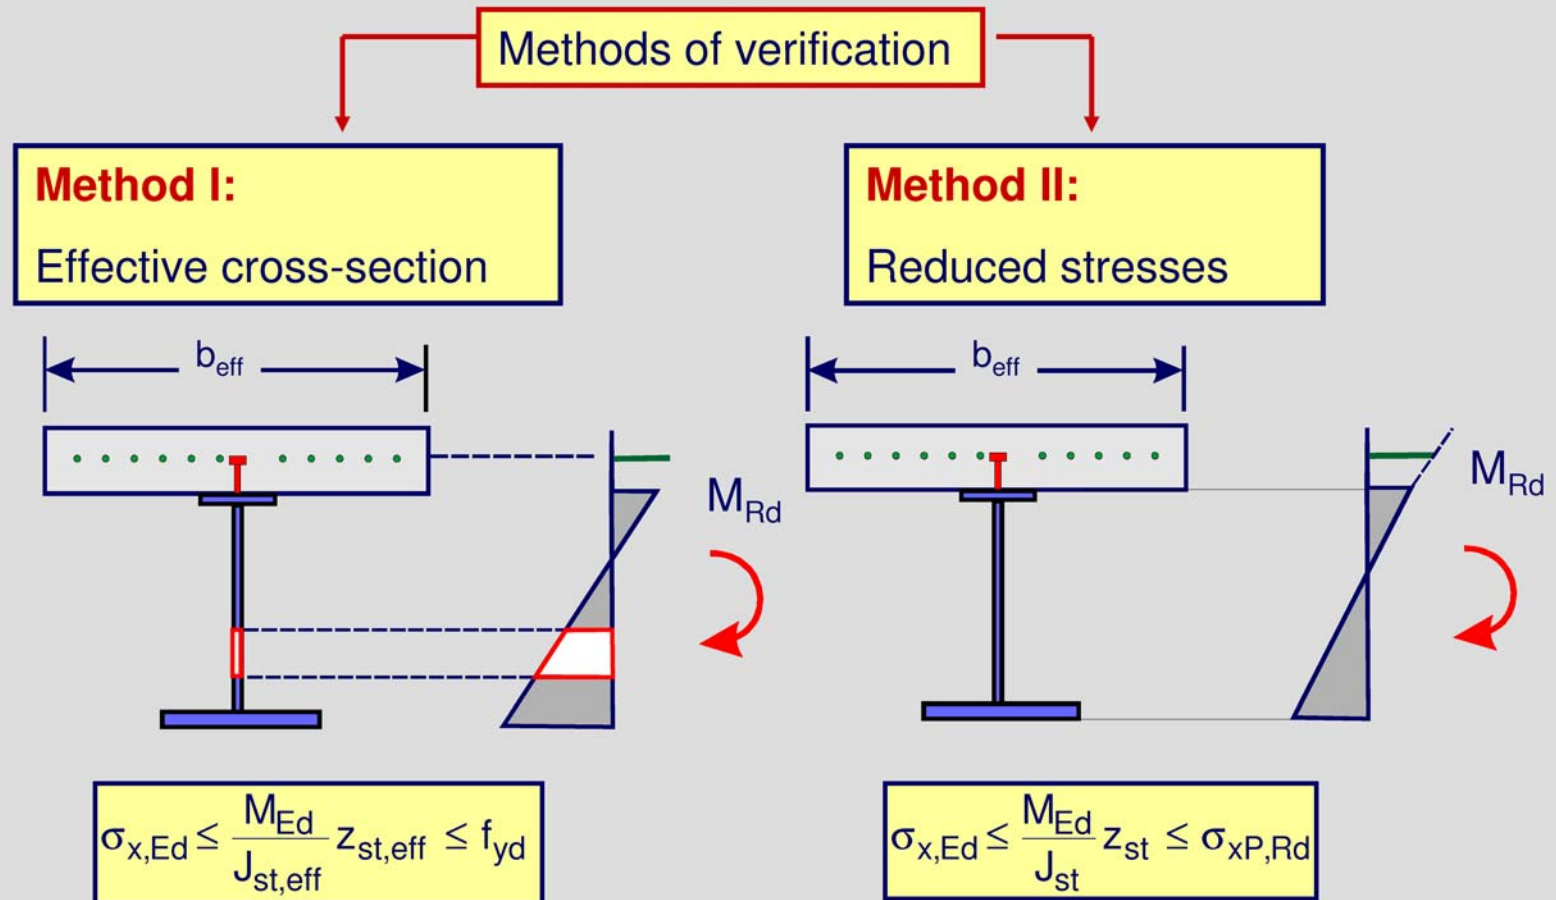 Methods of verification
Method I:
Effective cross-section
Method II:
Reduced stresses
b_eff
b_eff
M_Rd
M_Rd
σ_x,Ed ≤ M_Ed / J_st,eff z_st,eff ≤ f_yd
σ_x,Ed ≤ M_Ed / J_st z_st ≤ σ_xP,Rd